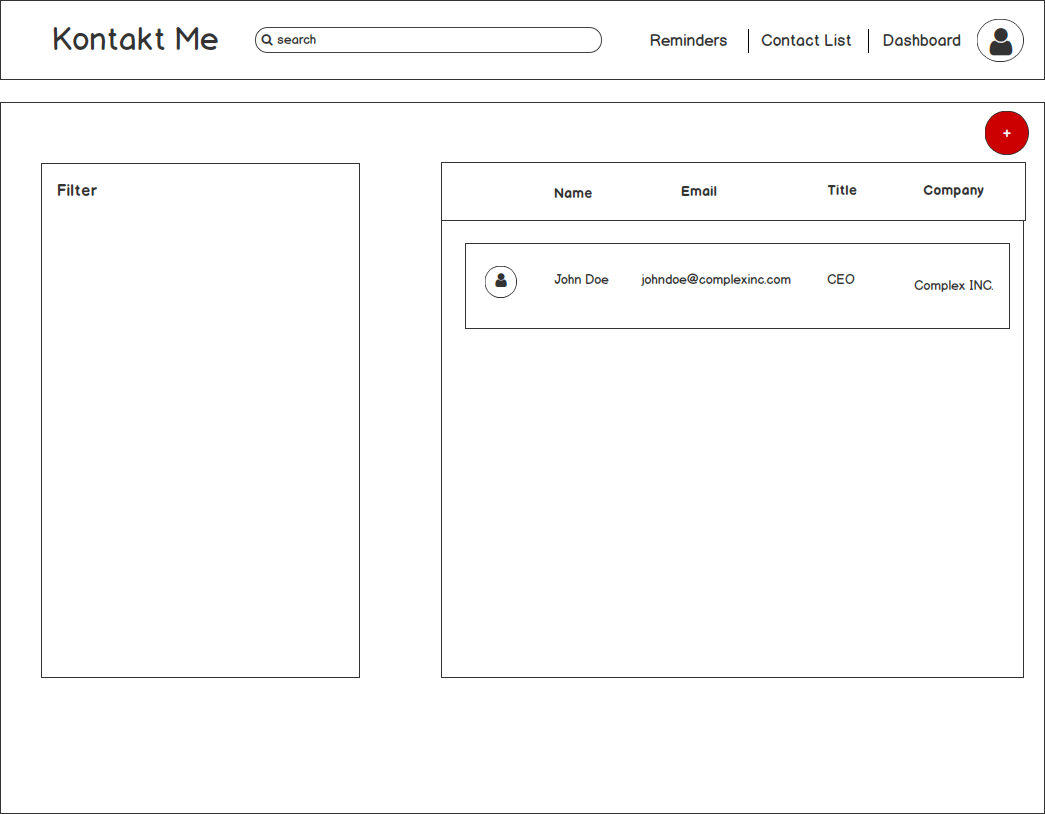 Kontakt Me
search
Reminders
Contact List
Dashboard
+
Filter
Name Email Title Company
John Doe johndoe@complexinc.com CEO Complex INC.